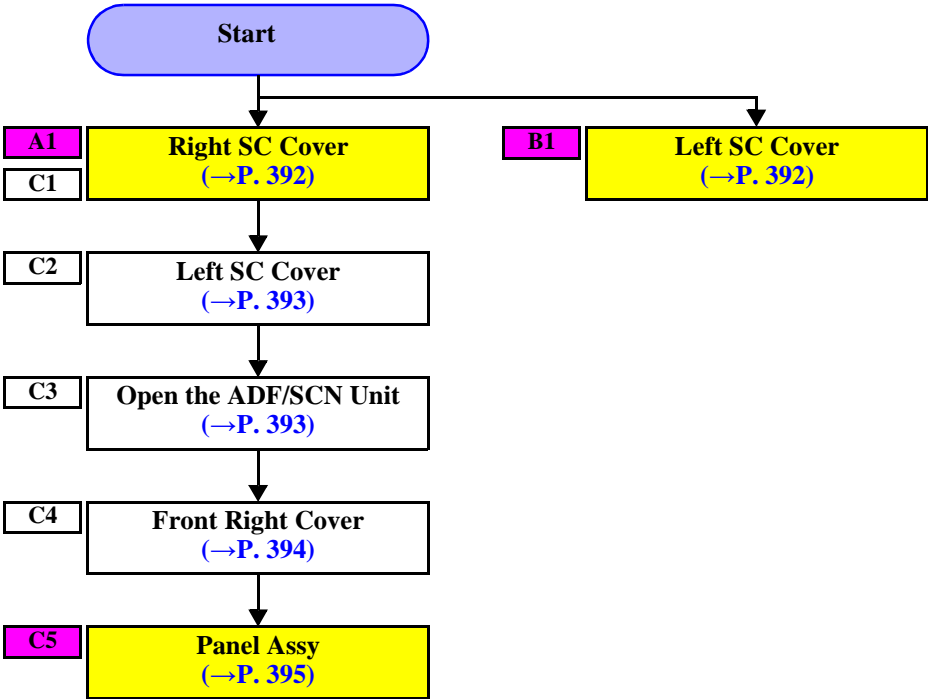 Start
A1
C1
Right SC Cover
(→P. 392)
B1
Left SC Cover
(→P. 392)
C2
Left SC Cover
(→P. 393)
C3
Open the ADF/SCN Unit
(→P. 393)
C4
Front Right Cover
(→P. 394)
C5
Panel Assy
(→P. 395)